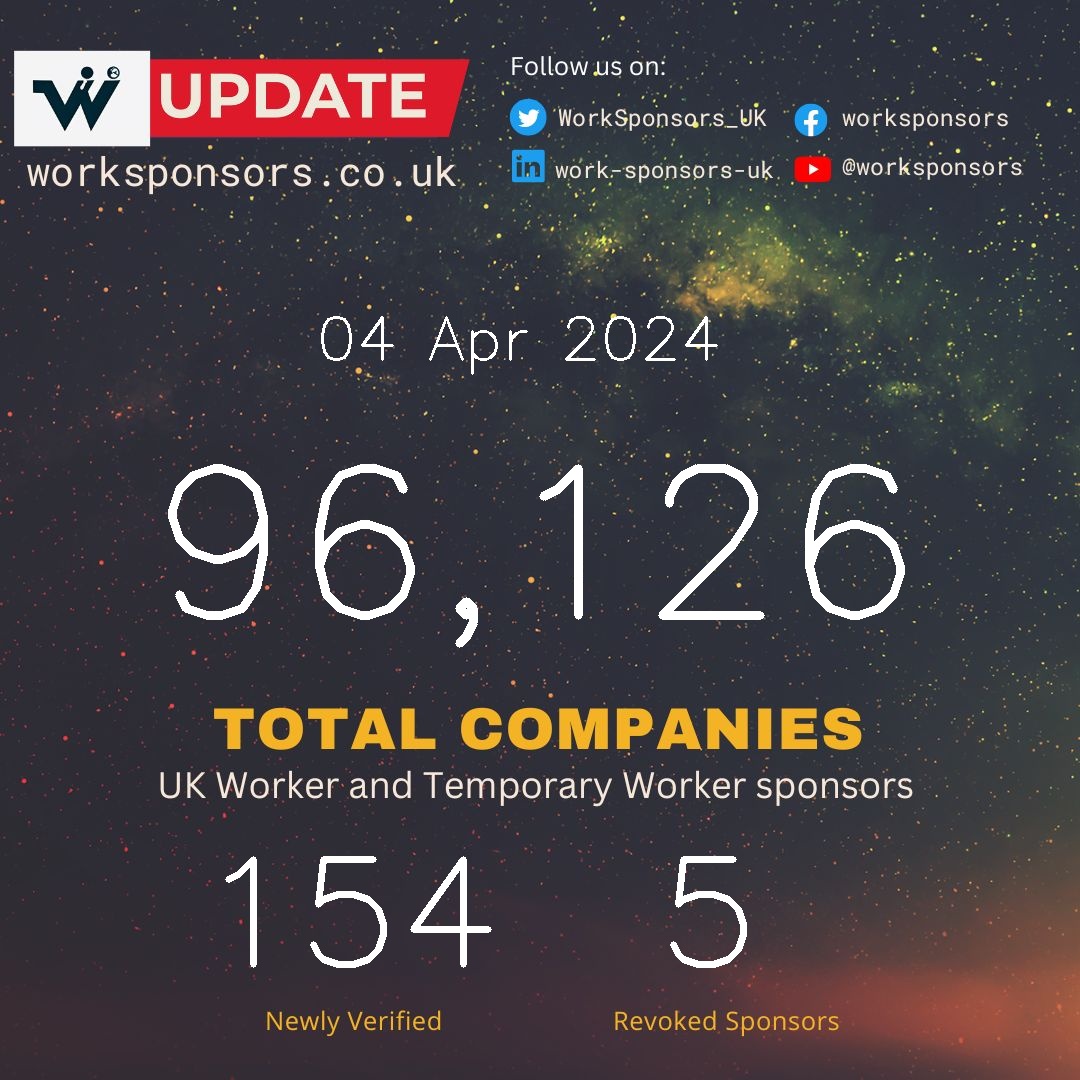 UPDATE
worksponsors.co.uk
Follow us on:
WorkSponsors_UK
worksponsors
work-sponsors-uk
@worksponsors
04 Apr 2024
96,126
TOTAL COMPANIES
UK Worker and Temporary Worker sponsors
154
5
Newly Verified
Revoked Sponsors